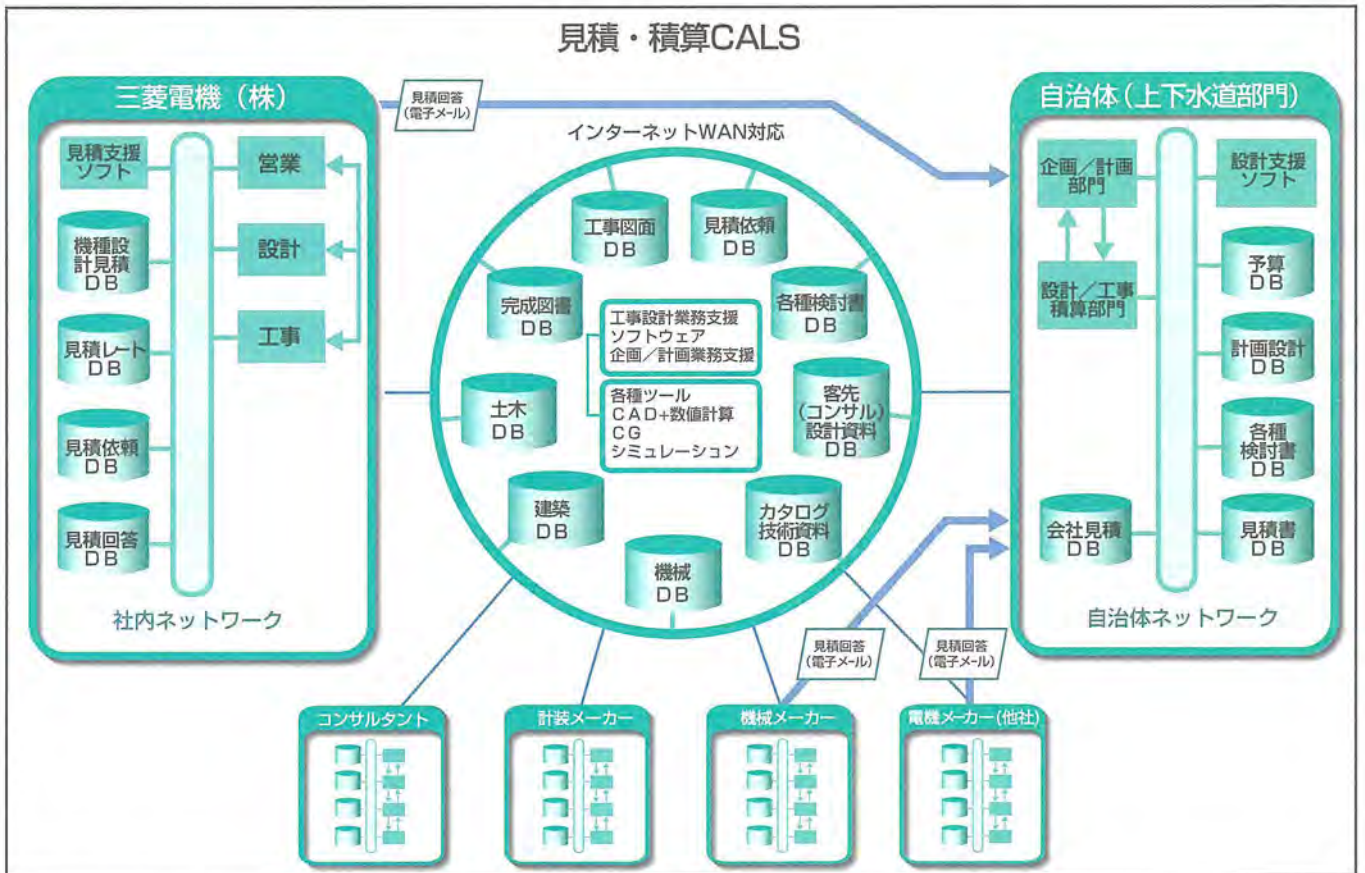 見積・積算CALS
三菱電機（株）
見積支援
ソフト
営業
機種設
計見積
DB
設計
見積レート
DB
工事
見積依頼
DB
見積回答
DB
社内ネットワーク
見積回答
（電子メール）
インターネットWAN対応
工事図面
DB
見積依頼
DB
完成図書
DB
各種検討書
DB
工事設計業務支援
ソフトウェア
企画／計画業務支援
各種ツール
CAD+数値計算
CG
シミュレーション
土木
DB
客先
（コンサル）
設計資料
DB
建築
DB
カタログ
技術資料
DB
機械
DB
自治体（上下水道部門）
企画／計画
部門
設計支援
ソフト
設計／工事
積算部門
予算
DB
計画設計
DB
各種
検討書
DB
会社見積
DB
見積書
DB
自治体ネットワーク
見積回答
（電子メール）
見積回答
（電子メール）
コンサルタント
計装メーカー
機械メーカー
電機メーカー(他社)